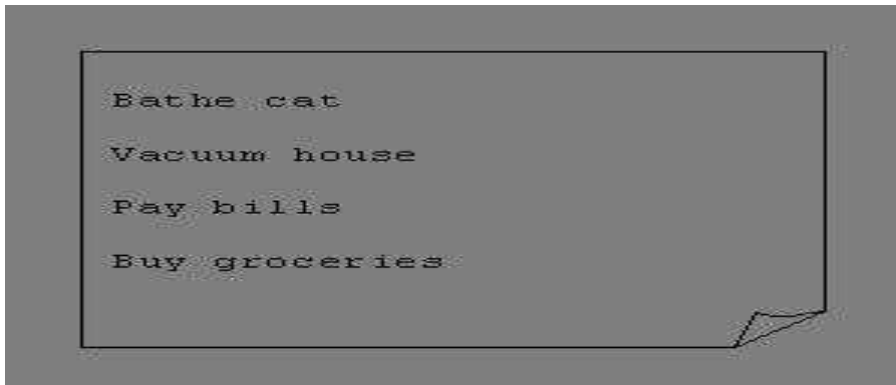 Bathe cat
Vacuum house
Pay bills
Buy groceries